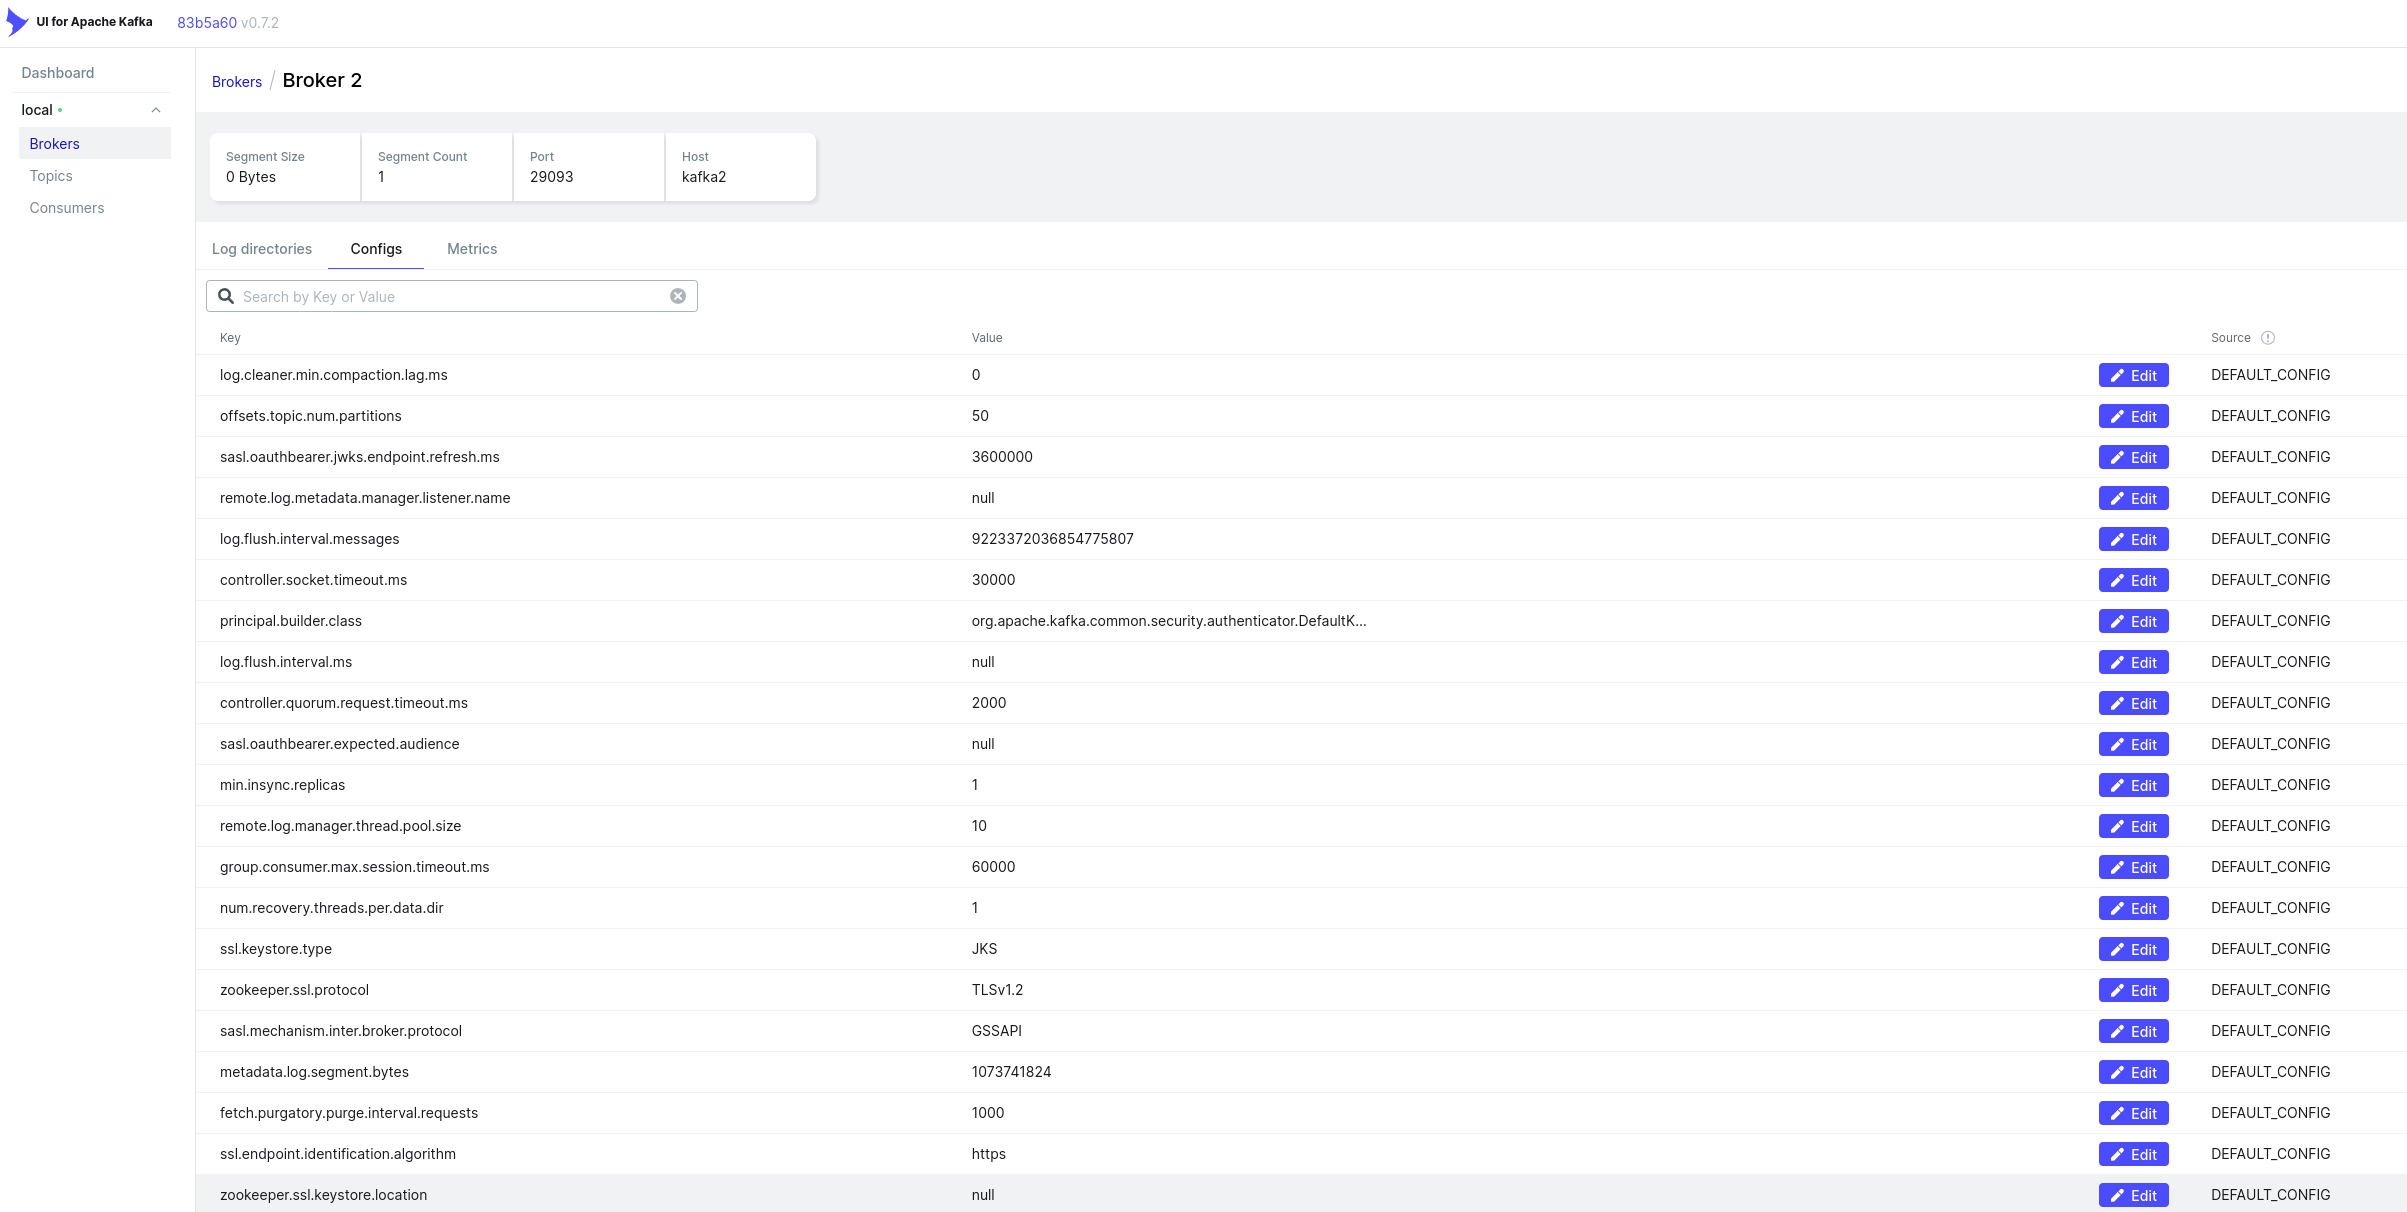 UI for Apache Kafka 83b5a60 v0.7.2
Dashboard
local
Brokers
Topics
Consumers
Brokers / Broker 2
Segment Size Segment Count Port Host
0 Bytes 1 29093 kafka2
Log directories Configs Metrics
Search by Key or Value
Key Value Source
log.cleaner.min.compaction.lag.ms 0 Edit DEFAULT_CONFIG
offsets.topic.num.partitions 50 Edit DEFAULT_CONFIG
sasl.oauthbearer.jwks.endpoint.refresh.ms 3600000 Edit DEFAULT_CONFIG
remote.log.metadata.manager.listener.name null Edit DEFAULT_CONFIG
log.flush.interval.messages 9223372036854775807 Edit DEFAULT_CONFIG
controller.socket.timeout.ms 30000 Edit DEFAULT_CONFIG
principal.builder.class org.apache.kafka.common.security.authenticator.DefaultK... Edit DEFAULT_CONFIG
log.flush.interval.ms null Edit DEFAULT_CONFIG
controller.quorum.request.timeout.ms 2000 Edit DEFAULT_CONFIG
sasl.oauthbearer.expected.audience null Edit DEFAULT_CONFIG
min.insync.replicas 1 Edit DEFAULT_CONFIG
remote.log.manager.thread.pool.size 10 Edit DEFAULT_CONFIG
group.consumer.max.session.timeout.ms 60000 Edit DEFAULT_CONFIG
num.recovery.threads.per.data.dir 1 Edit DEFAULT_CONFIG
ssl.keystore.type JKS Edit DEFAULT_CONFIG
zookeeper.ssl.protocol TLSv1.2 Edit DEFAULT_CONFIG
sasl.mechanism.inter.broker.protocol GSSAPI Edit DEFAULT_CONFIG
metadata.log.segment.bytes 1073741824 Edit DEFAULT_CONFIG
fetch.purgatory.purge.interval.requests 1000 Edit DEFAULT_CONFIG
ssl.endpoint.identification.algorithm https Edit DEFAULT_CONFIG
zookeeper.ssl.keystore.location null Edit DEFAULT_CONFIG